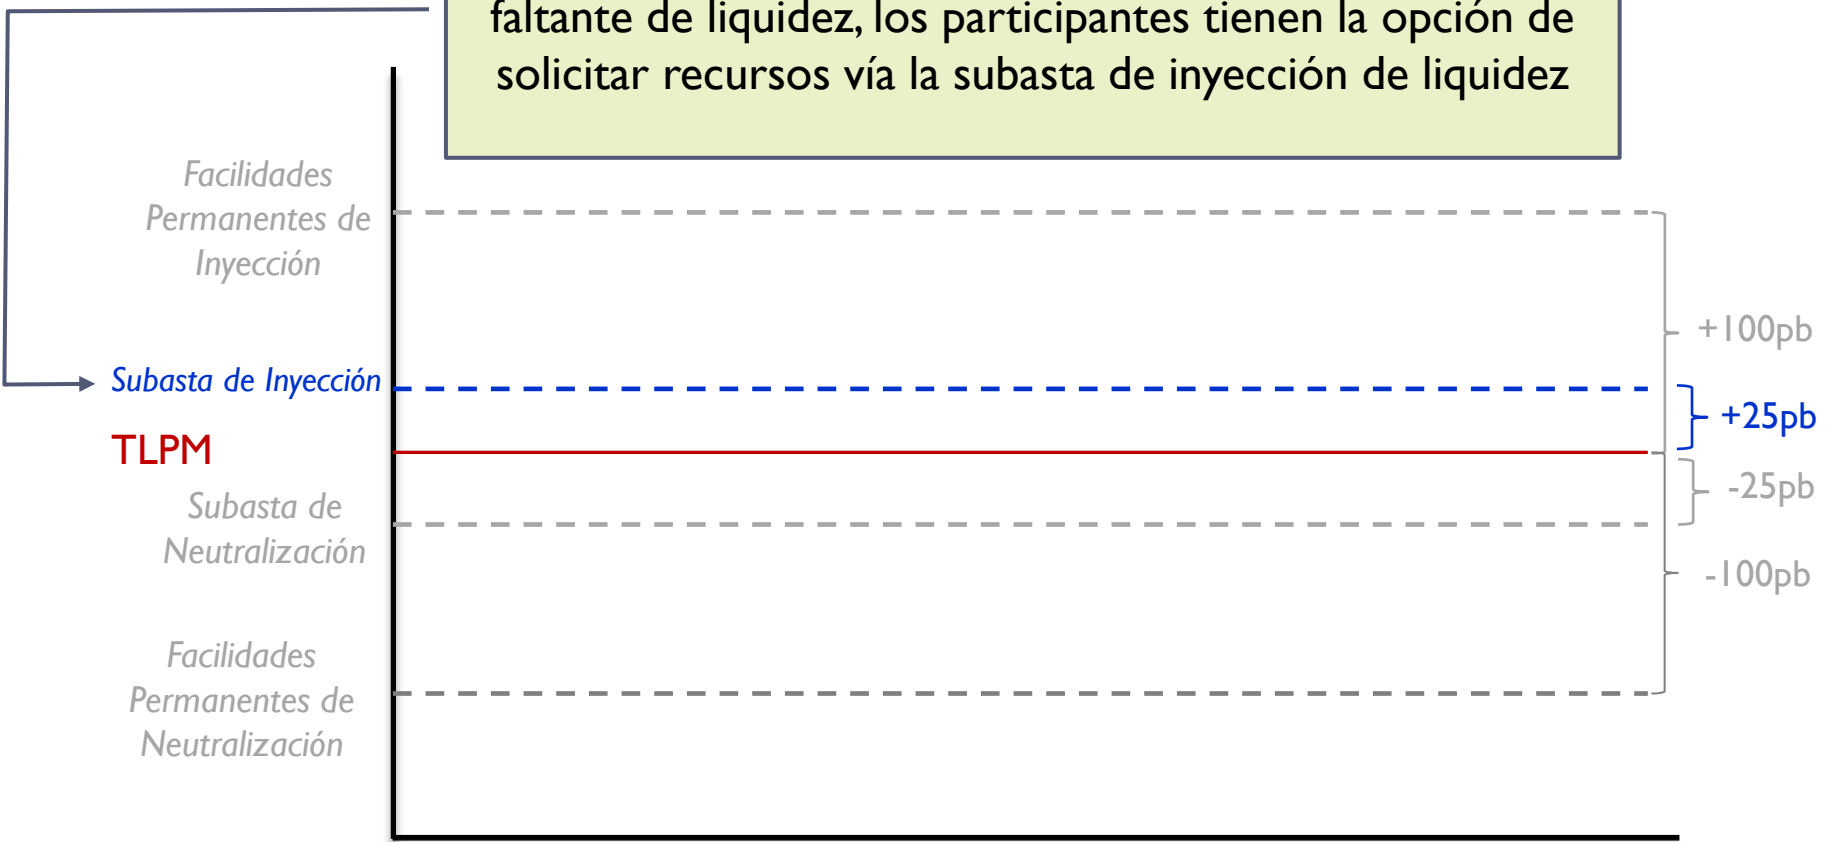 faltante de liquidez, los participantes tienen la opción de
solicitar recursos vía la subasta de inyección de liquidez
Facilidades
Permanentes de
Inyección
+100pb
Subasta de Inyección
+25pb
TLPM
-25pb
Subasta de
Neutralización
-100pb
Facilidades
Permanentes de
Neutralización